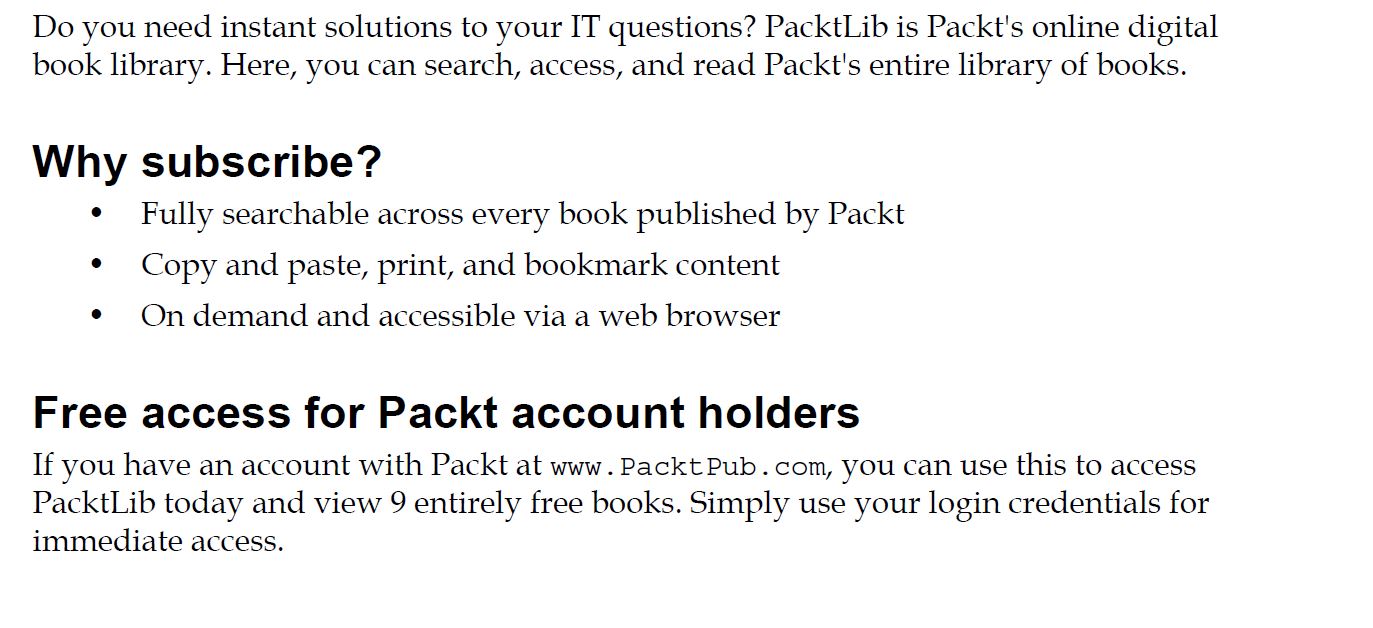 Do you need instant solutions to your IT questions? PacktLib is Packt's online digital
book library. Here, you can search, access, and read Packt's entire library of books.
Why subscribe?
• Fully searchable across every book published by Packt
• Copy and paste, print, and bookmark content
• On demand and accessible via a web browser
Free access for Packt account holders
If you have an account with Packt at www.PacktPub.com, you can use this to access
PacktLib today and view 9 entirely free books. Simply use your login credentials for
immediate access.